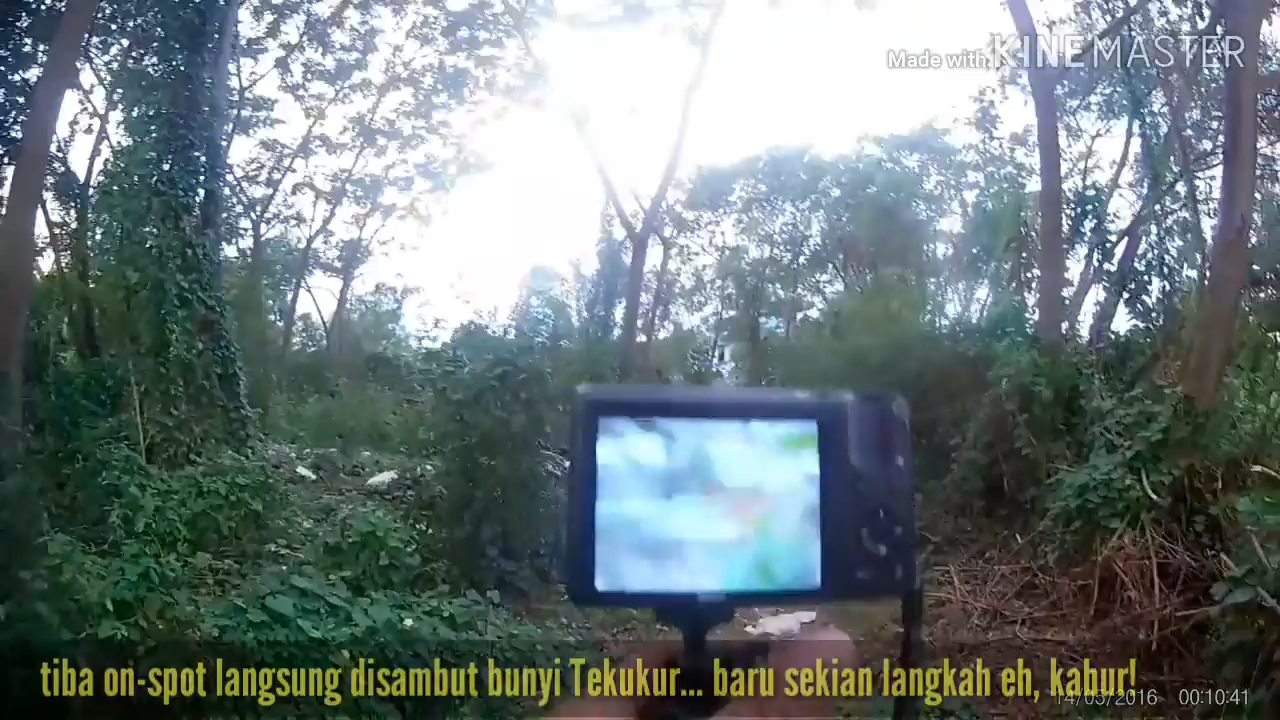 Made with KINEMASTER
tiba on-spot langsung disambut bunyi Tekukur... baru sekian langkah eh, kabur!
14/05/2016 00:10:41